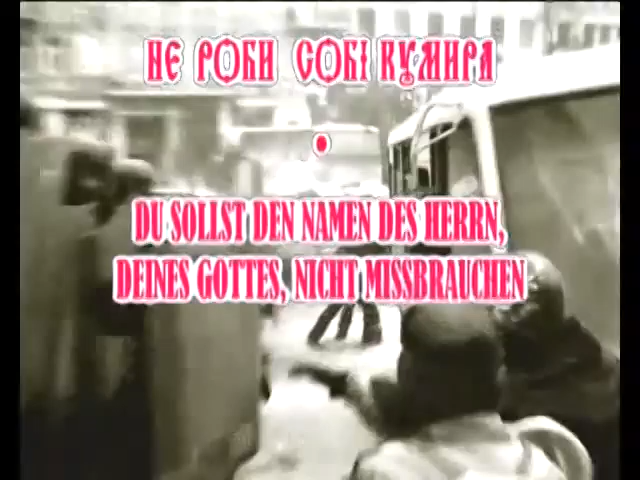 НЕ РОБИ СОБІ КУМИРА
•
DU SOLLST DEN NAMEN DES HERRN,
DEINES GOTTES, NICHT MISSBRAUCHEN